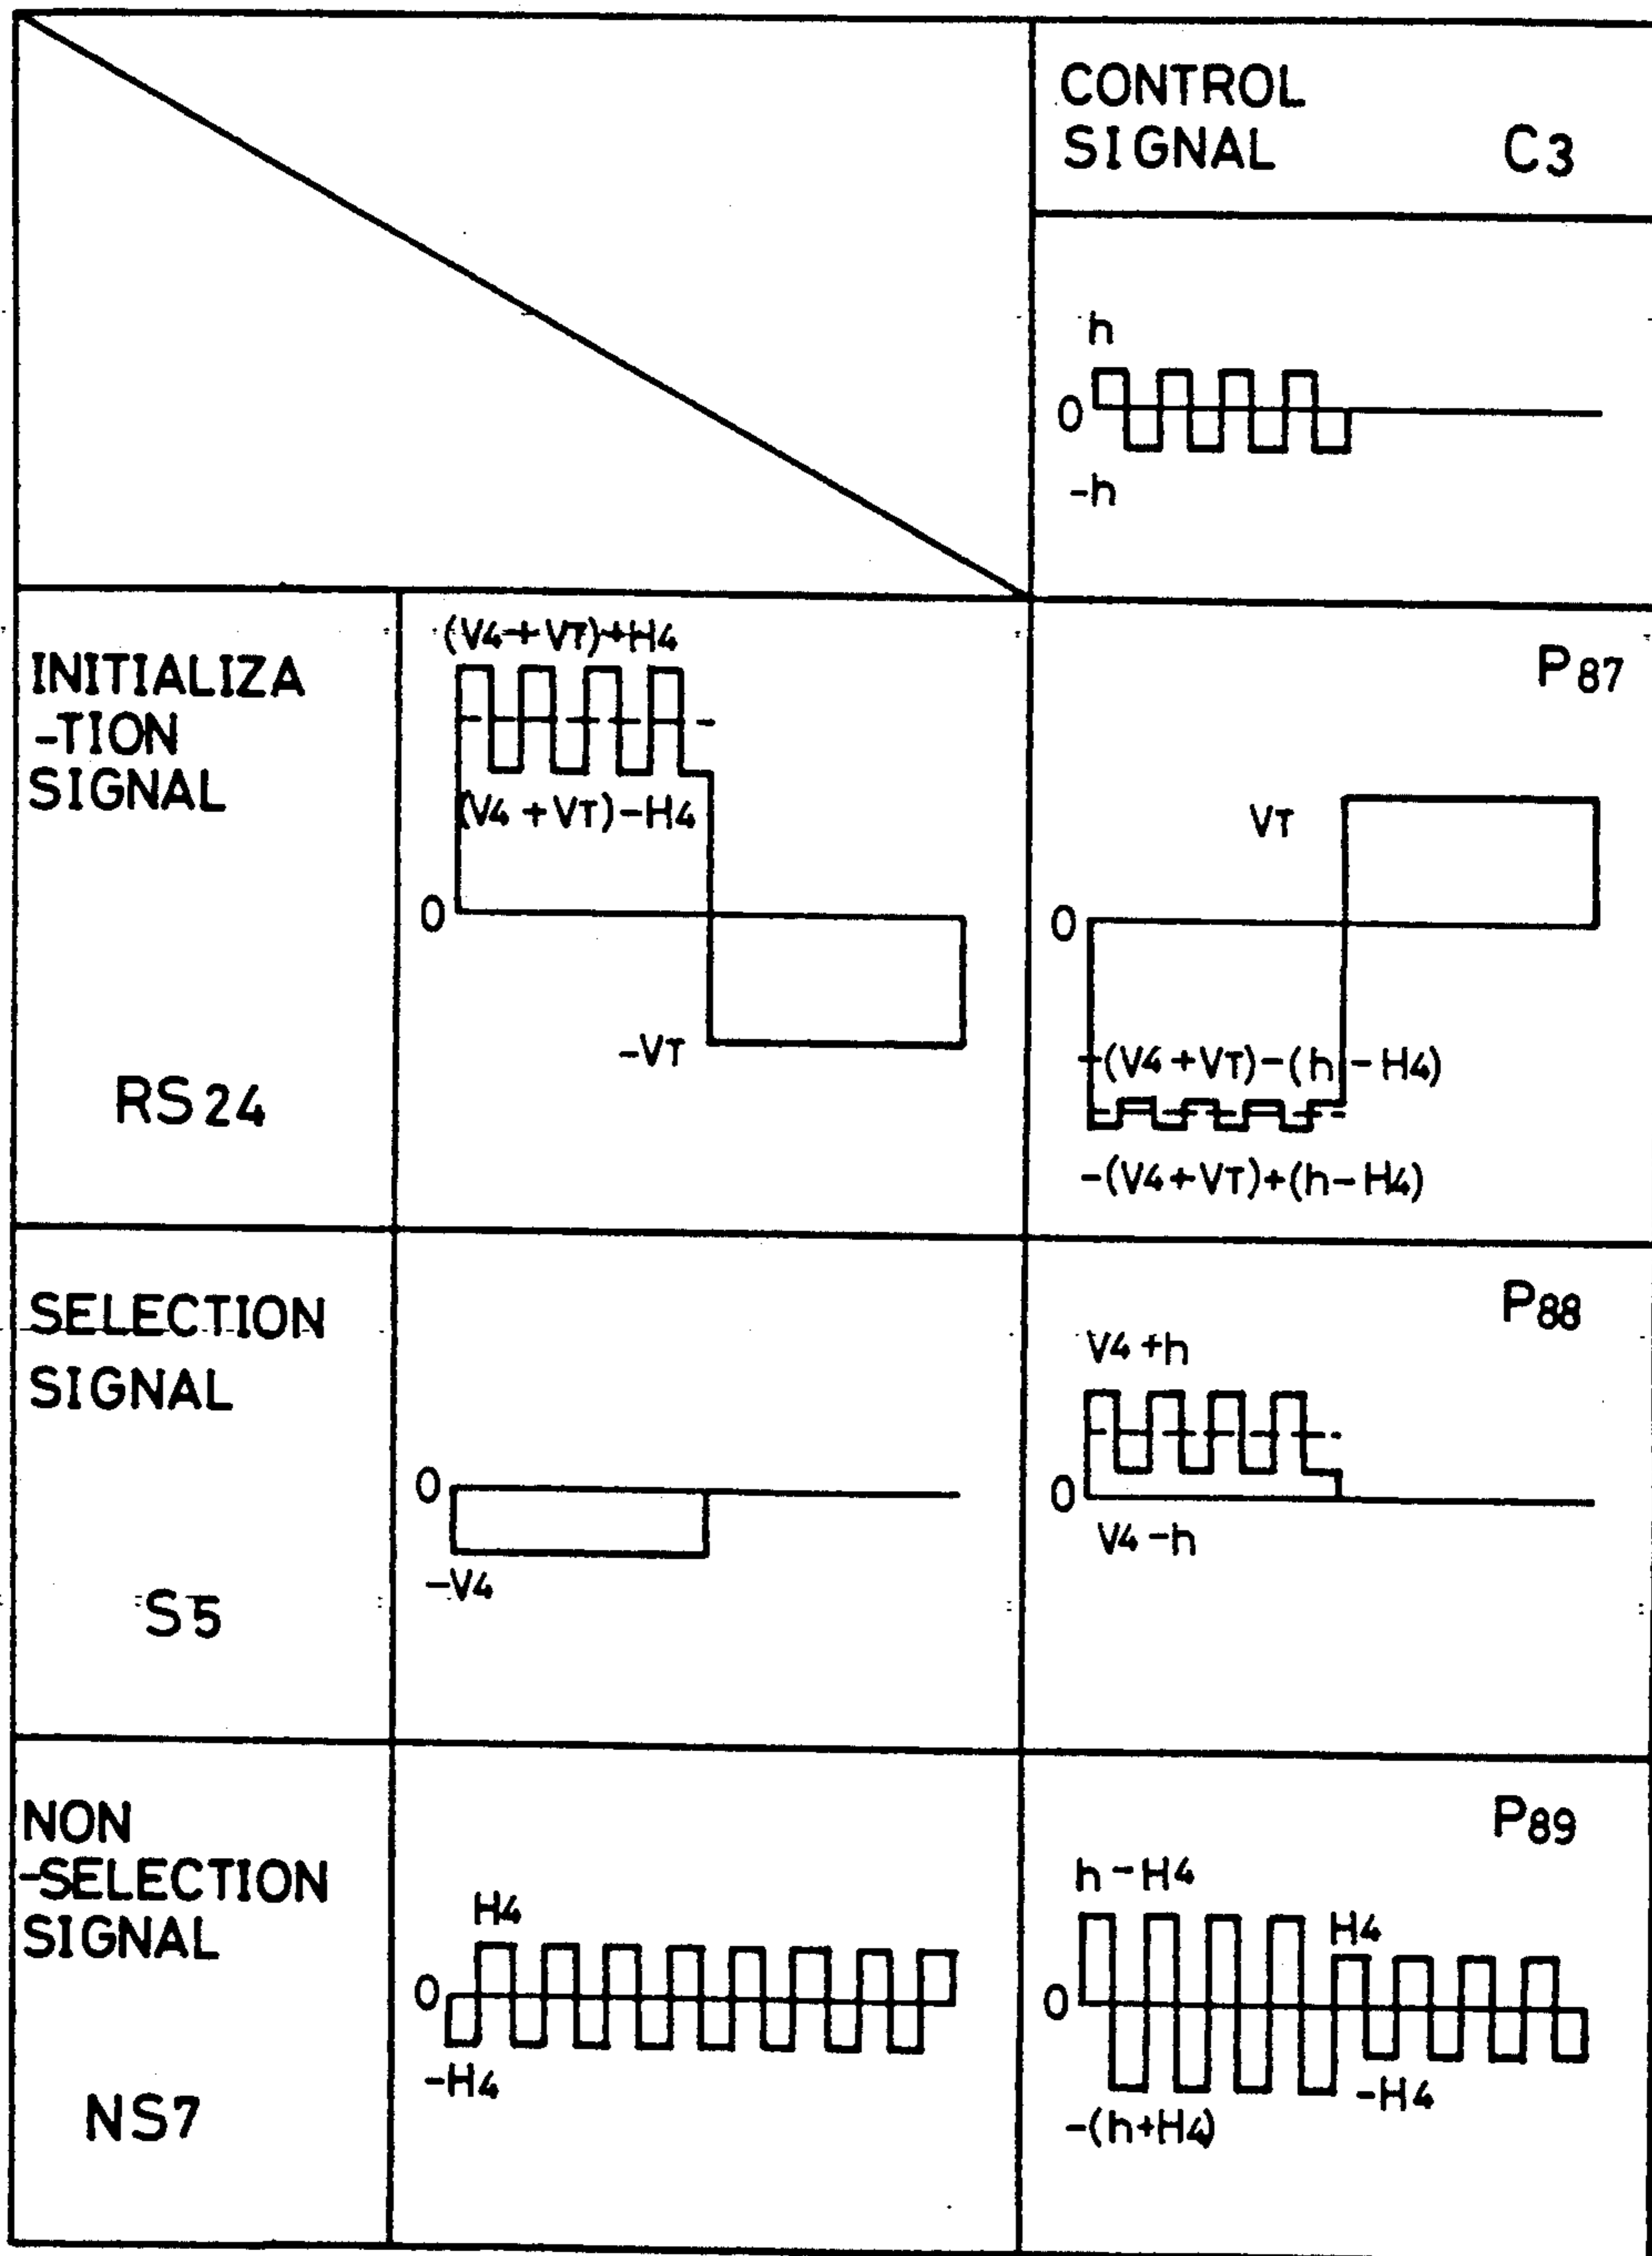 CONTROL
SIGNAL C3
h
0
-h
INITIALIZA
-TION
SIGNAL
RS24
(V4+VT)+H4
(V4+VT)-H4
0
-VT
P87
VT
0
-(V4+VT)-(h-H4)
-(V4+VT)+(h-H4)
SELECTION
SIGNAL
S5
0
-V4
P88
V4+h
0
V4-h
NON
-SELECTION
SIGNAL
NS7
H4
0
-H4
P89
h-H4
H4
0
-H4
-(h+H4)